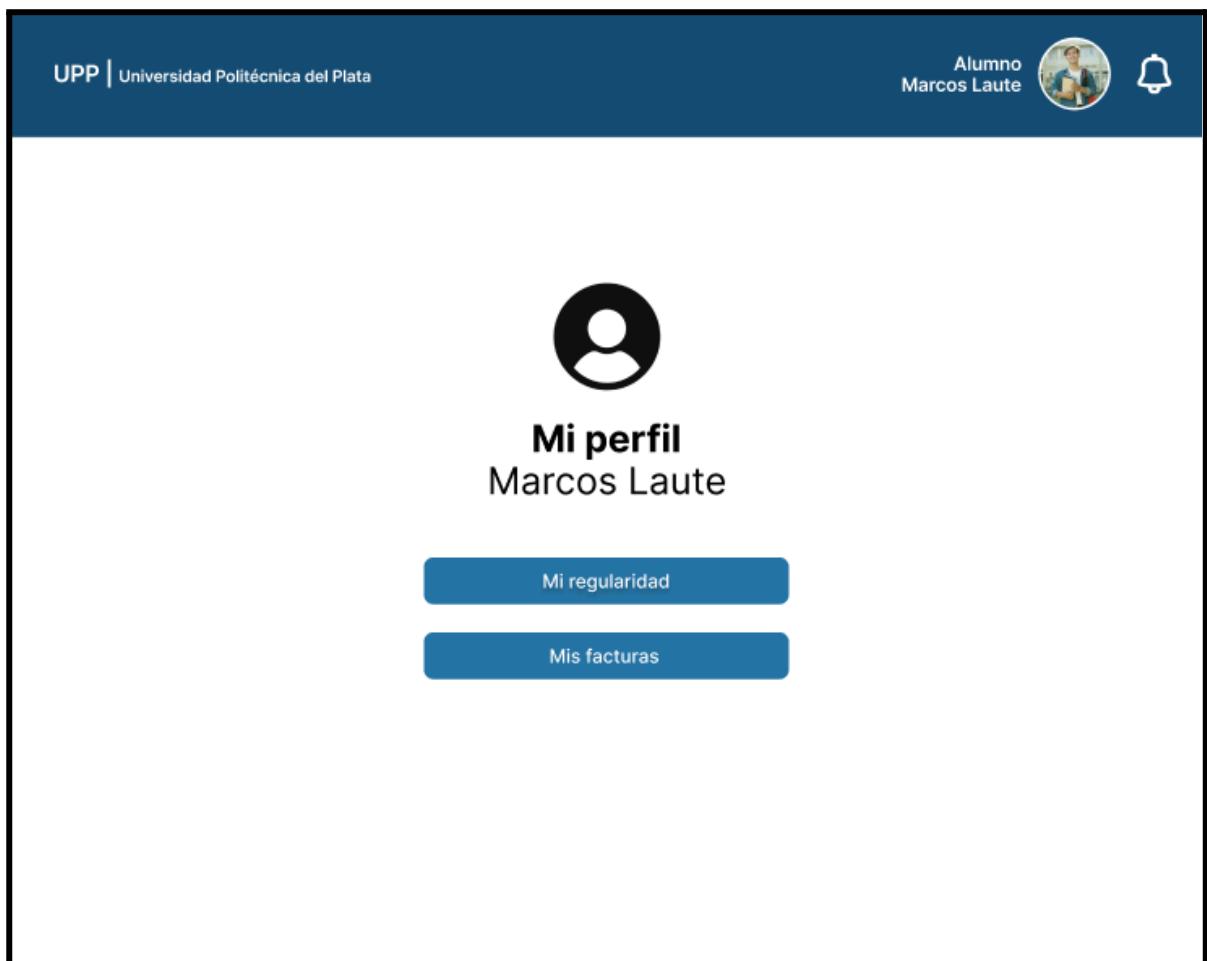 UPP | Universidad Politécnica del Plata
Alumno
Marcos Laute
Mi perfil
Marcos Laute
Mi regularidad
Mis facturas